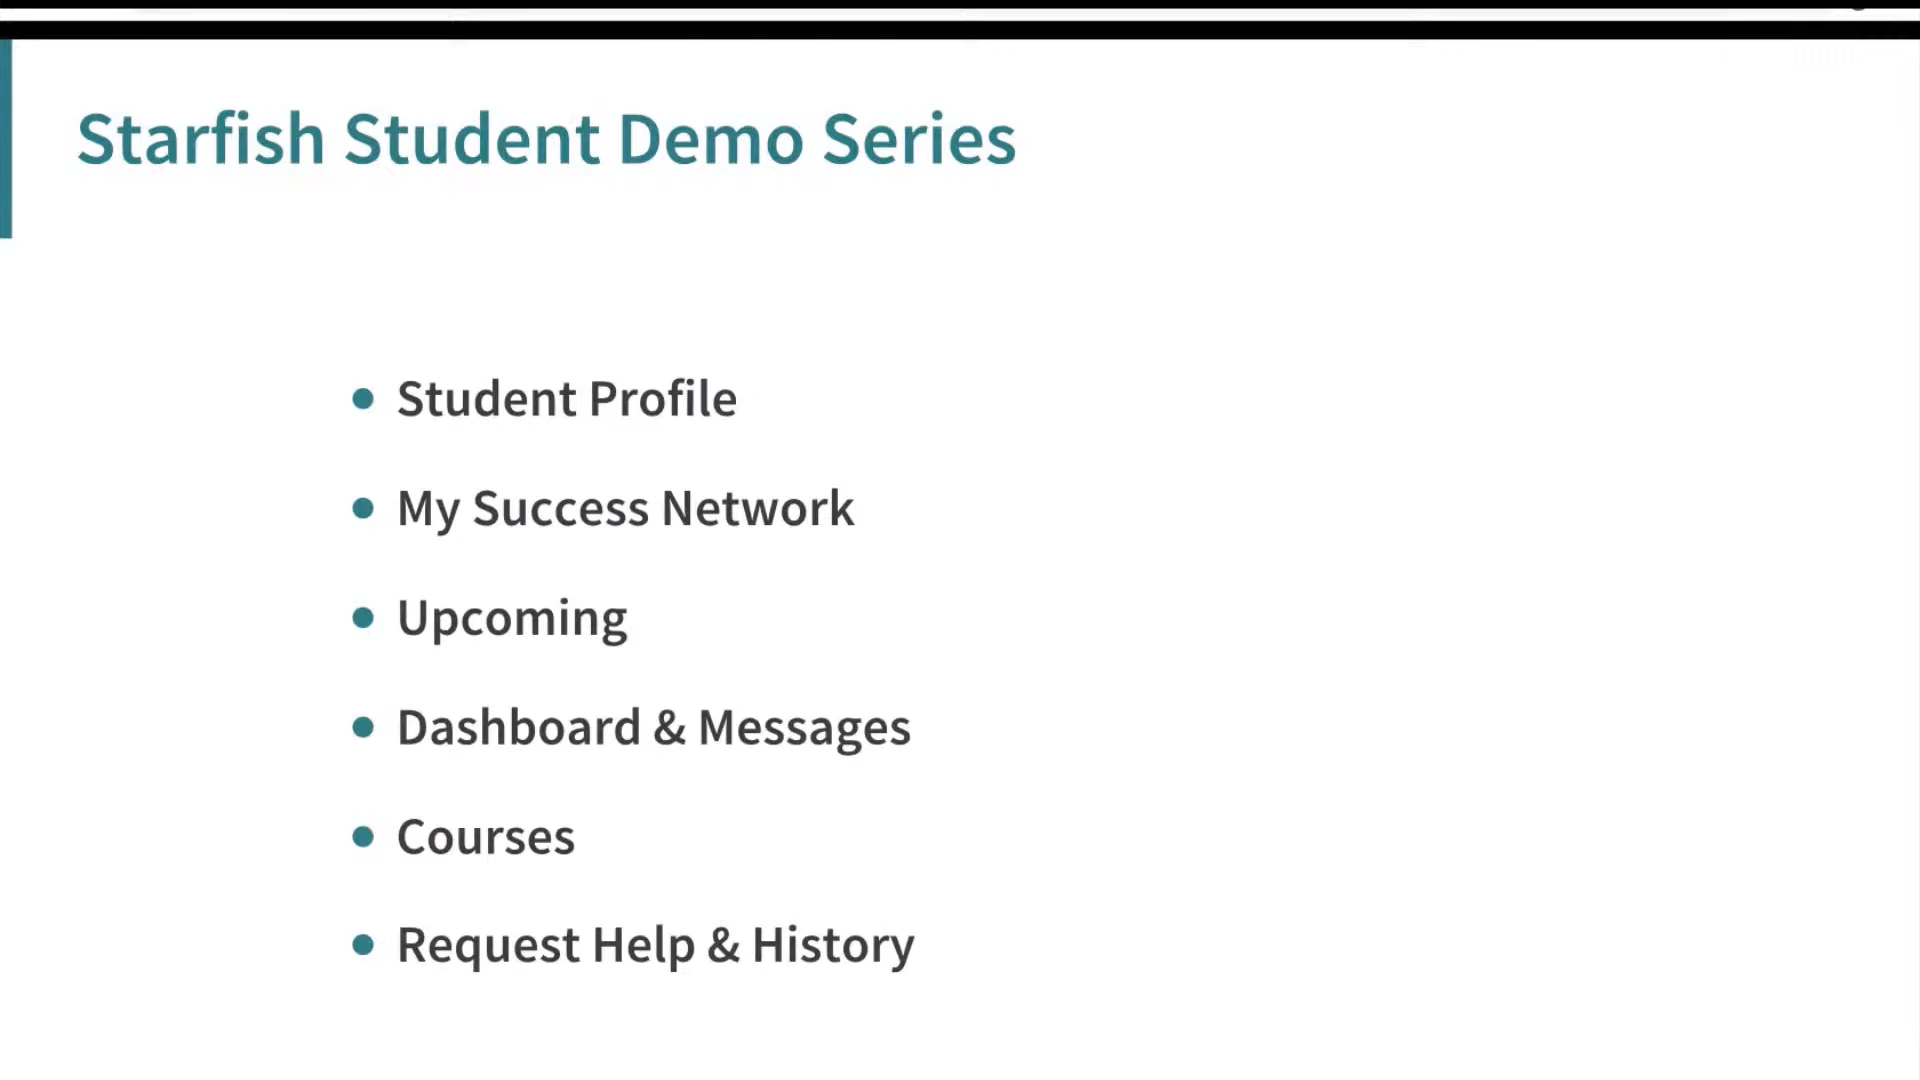 Starfish Student Demo Series
• Student Profile
• My Success Network
• Upcoming
• Dashboard & Messages
• Courses
• Request Help & History